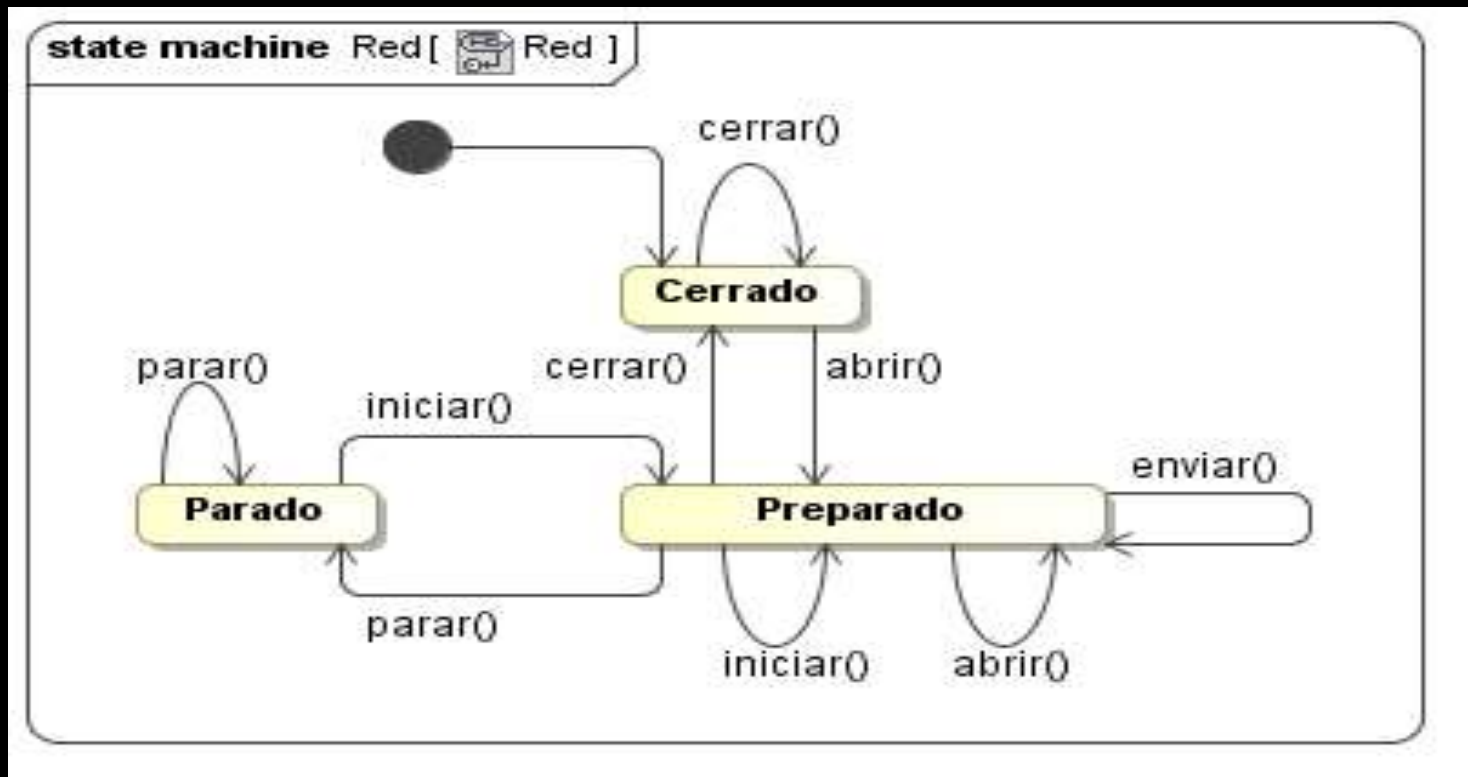 state machine Red [ Red ]
cerrar()
Cerrado
parar()
cerrar()
abrir()
iniciar()
enviar()
Parado
Preparado
parar()
iniciar()
abrir()